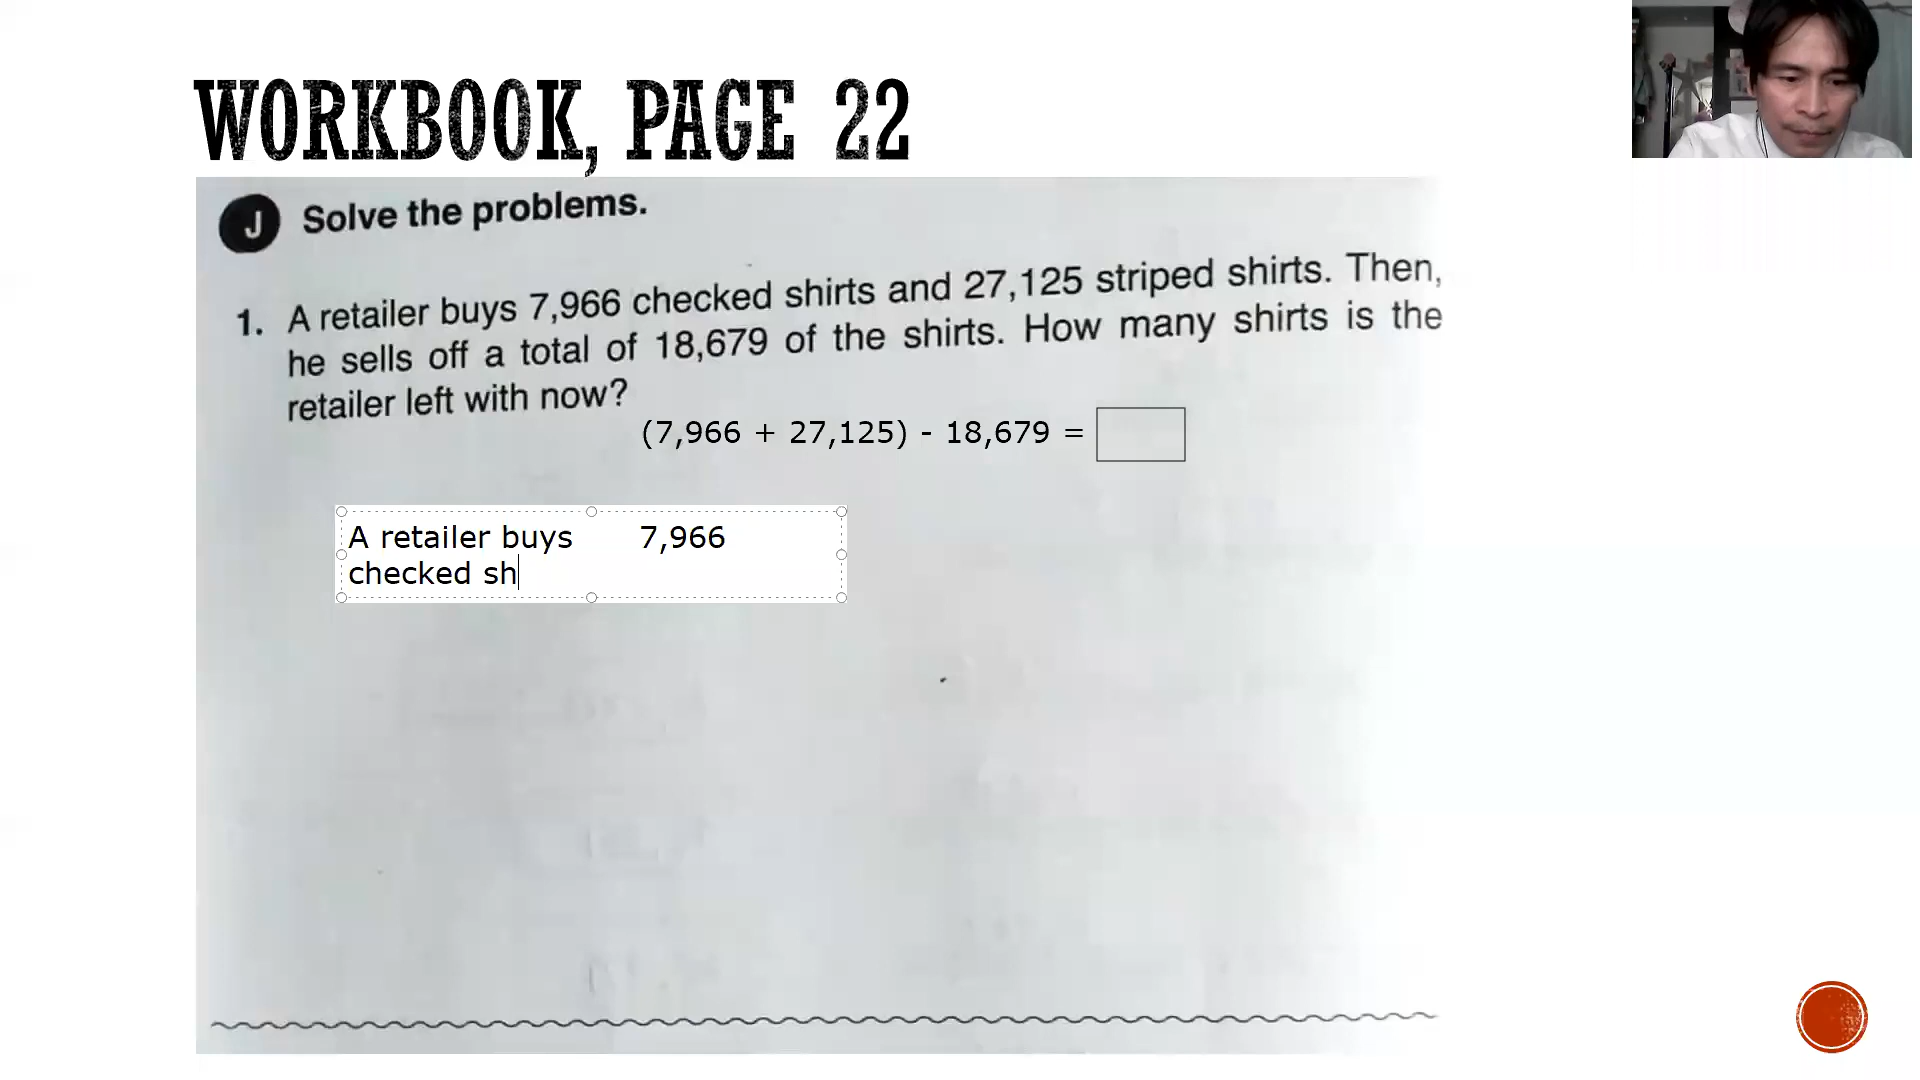 WORKBOOK, PAGE 22
J Solve the problems.
1. A retailer buys 7,966 checked shirts and 27,125 striped shirts. Then,
he sells off a total of 18,679 of the shirts. How many shirts is the
retailer left with now?
(7,966 + 27,125) - 18,679 =
A retailer buys 7,966
checked sh